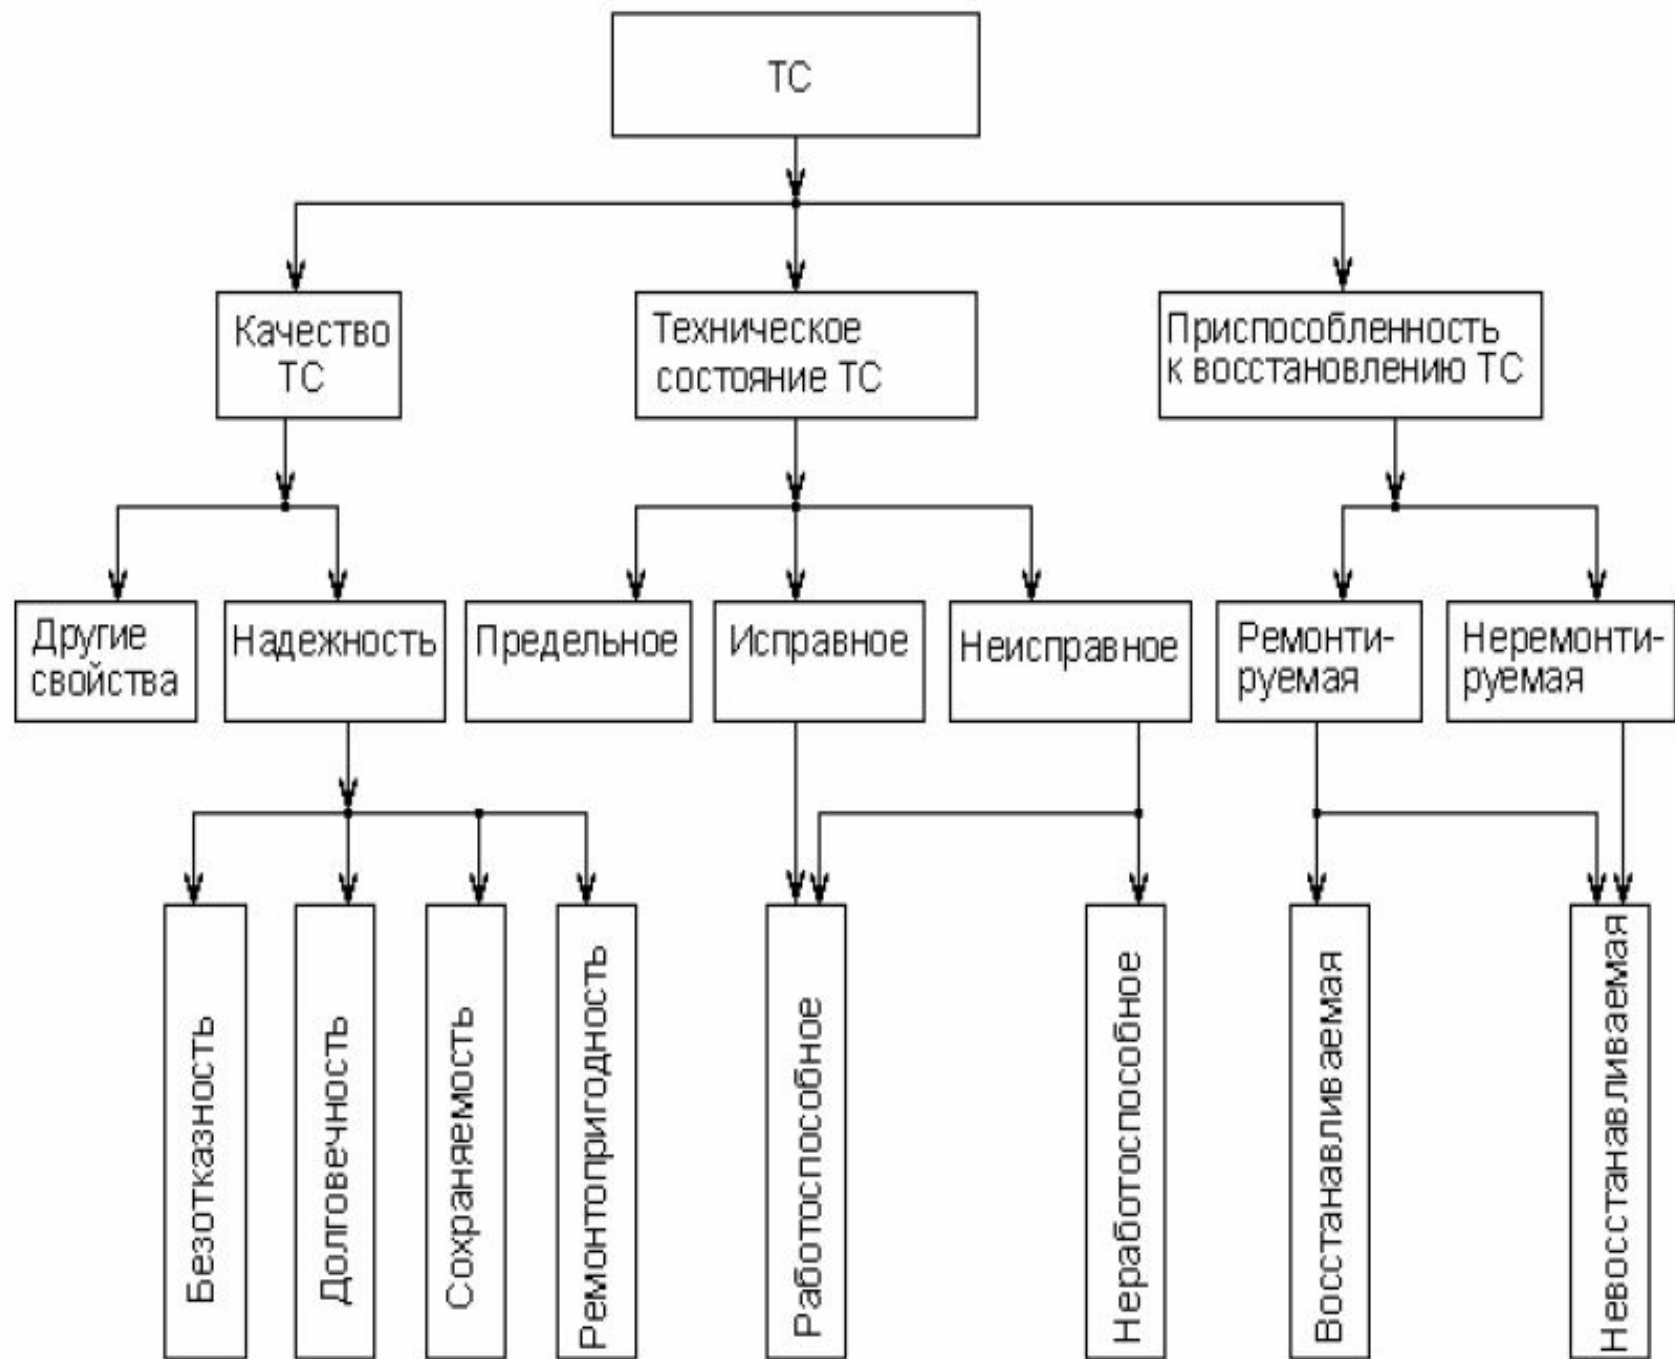 ТС
Качество
ТС
Техническое
состояние ТС
Приспособленность
к восстановлению ТС
Другие
свойства
Надежность
Предельное
Исправное
Неисправное
Ремонти-
руемая
Неремонти-
руемая
Безотказность
Долговечность
Сохраняемость
Ремонтопригодность
Работоспособное
Неработоспособное
Восстанавливаемая
Невосстанавливаемая